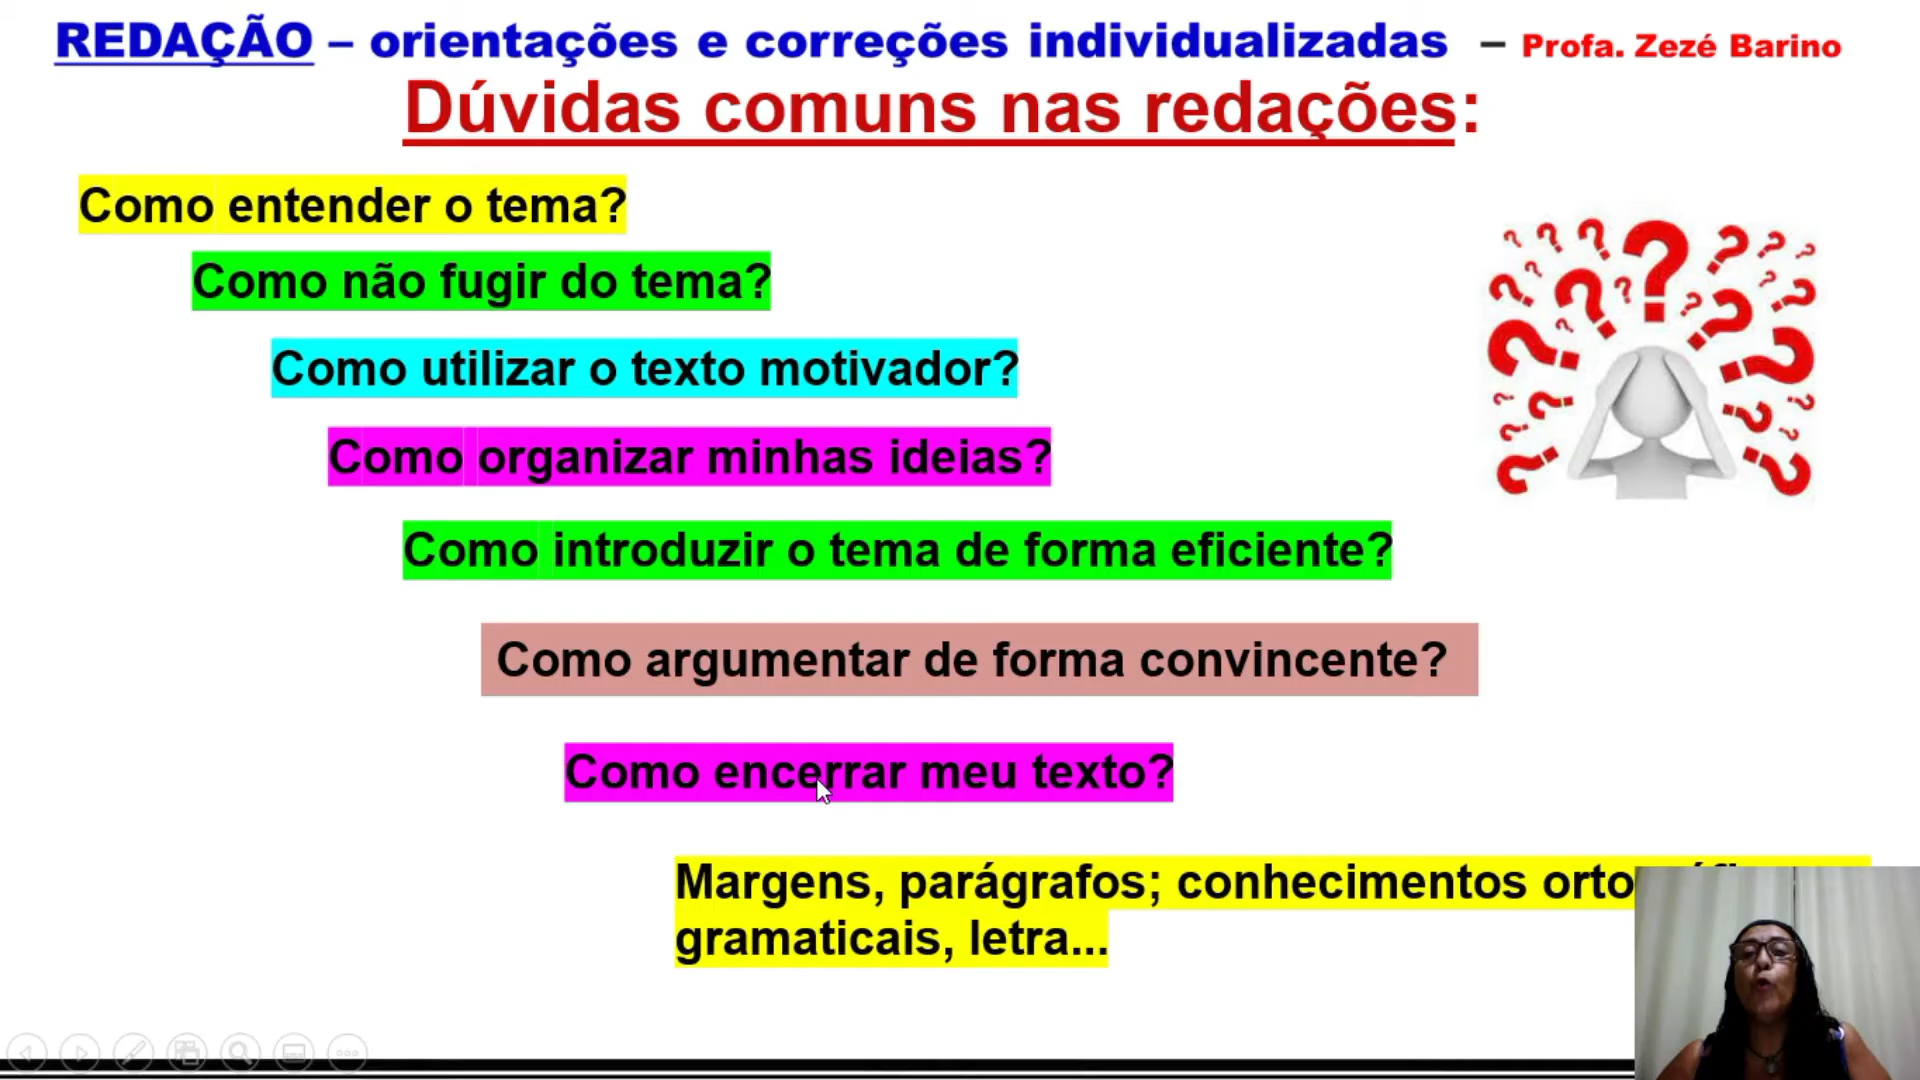 REDAÇÃO – orientações e correções individualizadas – Profa. Zezé Barino
Dúvidas comuns nas redações:
Como entender o tema?
Como não fugir do tema?
Como utilizar o texto motivador?
Como organizar minhas ideias?
Como introduzir o tema de forma eficiente?
Como argumentar de forma convincente?
Como encerrar meu texto?
Margens, parágrafos; conhecimentos
gramaticais, letra...